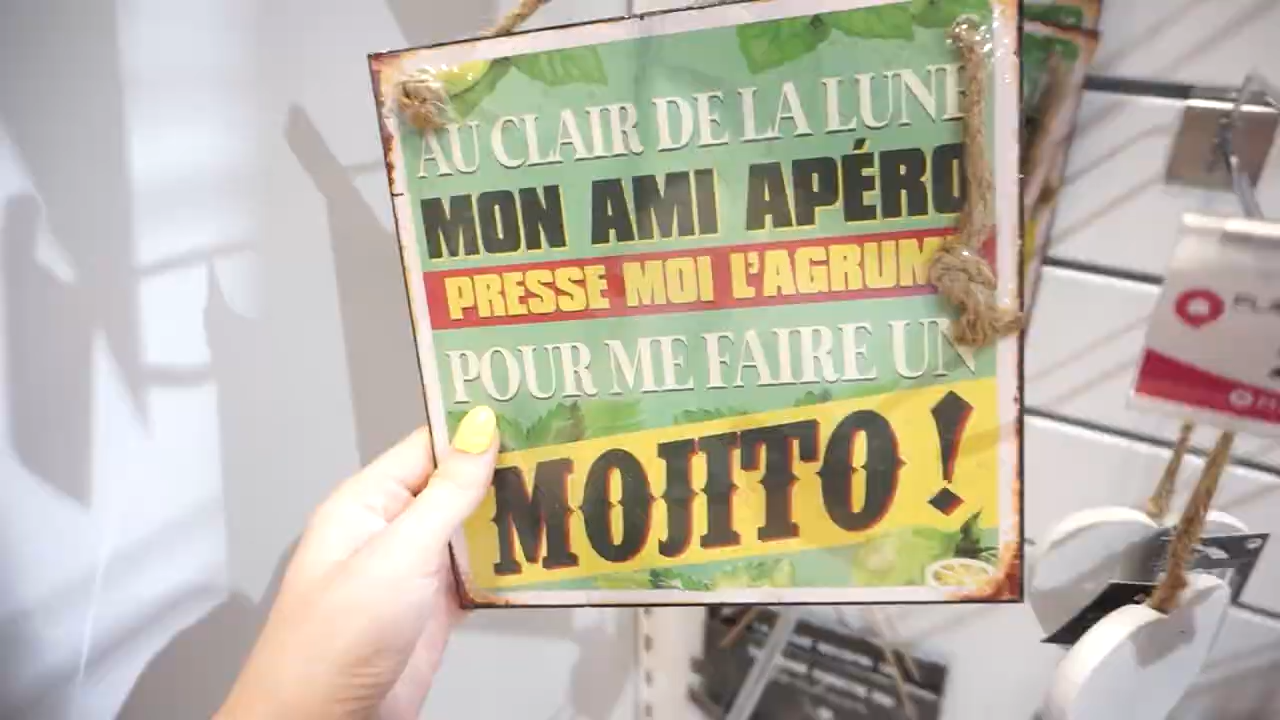 AU CLAIR DE LA LUNE
MON AMI APÉRO
PRESSE MOI L'AGRUM
POUR ME FAIRE UN
MOJITO !